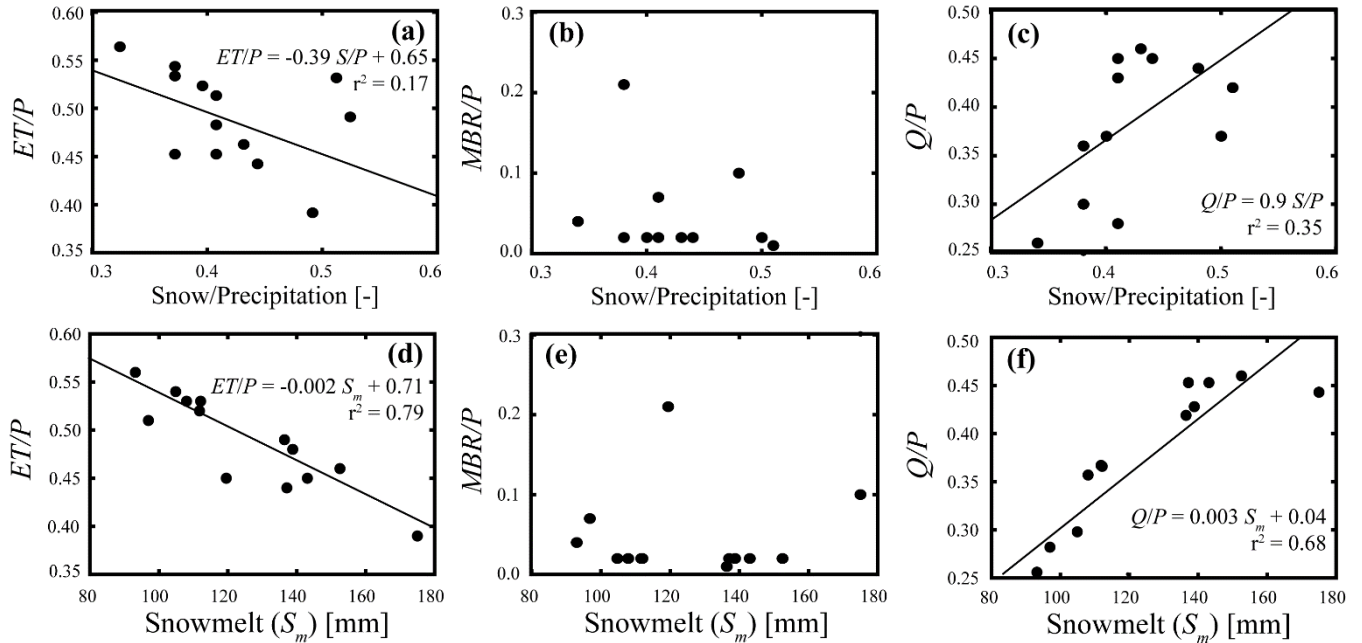 (a)
ET/P = -0.39 S/P + 0.65
r² = 0.17
0.60
0.55
0.50
0.45
0.40
0.35
ET/P
0.3 0.4 0.5 0.6
Snow/Precipitation [-]
(b)
0.3
0.2
0.1
0.0
MBR/P
0.3 0.4 0.5 0.6
Snow/Precipitation [-]
(c)
0.50
0.45
0.40
0.35
0.30
0.25
Q/P
Q/P = 0.9 S/P
r² = 0.35
0.3 0.4 0.5 0.6
Snow/Precipitation [-]
(d)
ET/P = -0.002 Sₘ + 0.71
r² = 0.79
0.60
0.55
0.50
0.45
0.40
0.35
ET/P
80 100 120 140 160 180
Snowmelt (Sₘ) [mm]
(e)
0.3
0.2
0.1
0.0
MBR/P
80 100 120 140 160 180
Snowmelt (Sₘ) [mm]
(f)
0.50
0.45
0.40
0.35
0.30
0.25
Q/P
Q/P = 0.003 Sₘ + 0.04
r² = 0.68
80 100 120 140 160 180
Snowmelt (Sₘ) [mm]